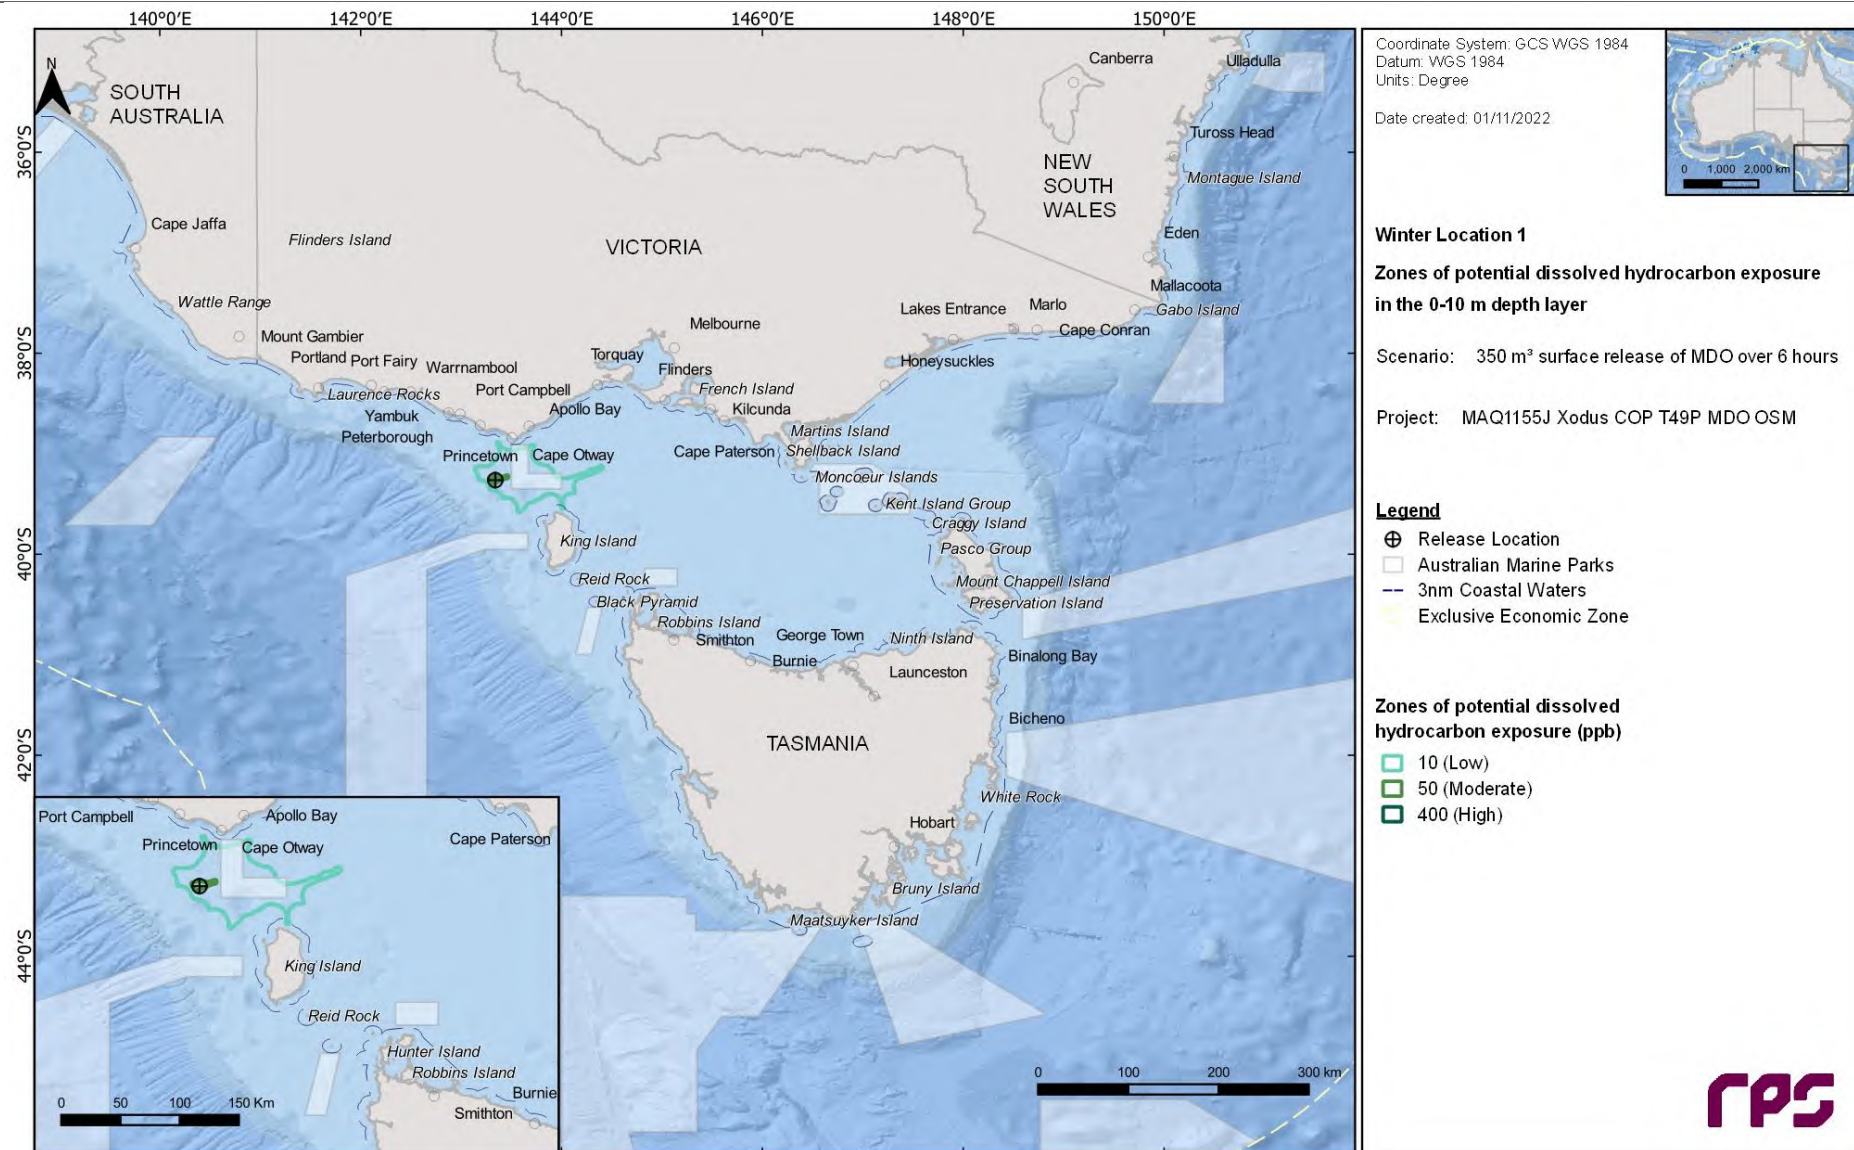 140°0'E 142°0'E 144°0'E 146°0'E 148°0'E 150°0'E
36°0'S
38°0'S
40°0'S
42°0'S
44°0'S
N
SOUTH
AUSTRALIA
Canberra
Ulladulla
Tuross Head
NEW
SOUTH
WALES
Montague Island
Cape Jaffa
Flinders Island
VICTORIA
Eden
Wattle Range
Mallacoota
Lakes Entrance
Marlo
Gabo Island
Mount Gambier
Melbourne
Cape Conran
Portland
Port Fairy
Warrnambool
Torquay
Flinders
Honeysuckles
Laurence Rocks
Port Campbell
French Island
Yambuk
Apollo Bay
Kilcunda
Peterborough
Martins Island
Princetown
Cape Otway
Cape Paterson
Shellback Island
Moncoeur Islands
Kent Island Group
Craggy Island
King Island
Pasco Group
Reid Rock
Mount Chappell Island
Black Pyramid
Preservation Island
Robbins Island
Smithton
George Town
Ninth Island
Burnie
Binalong Bay
Launceston
Bicheno
TASMANIA
White Rock
Hobart
Bruny Island
Maatsuyker Island
0 100 200 300 km
Port Campbell
Apollo Bay
Princetown
Cape Otway
Cape Paterson
King Island
Reid Rock
Hunter Island
Robbins Island
Burnie
Smithton
0 50 100 150 Km
Coordinate System: GCS WGS 1984
Datum: WGS 1984
Units: Degree
Date created: 01/11/2022
0 1,000 2,000 km
Winter Location 1
Zones of potential dissolved hydrocarbon exposure
in the 0-10 m depth layer
Scenario: 350 m³ surface release of MDO over 6 hours
Project: MAQ1155J Xodus COP T49P MDO OSM
Legend
Release Location
Australian Marine Parks
3nm Coastal Waters
Exclusive Economic Zone
Zones of potential dissolved
hydrocarbon exposure (ppb)
10 (Low)
50 (Moderate)
400 (High)
rps